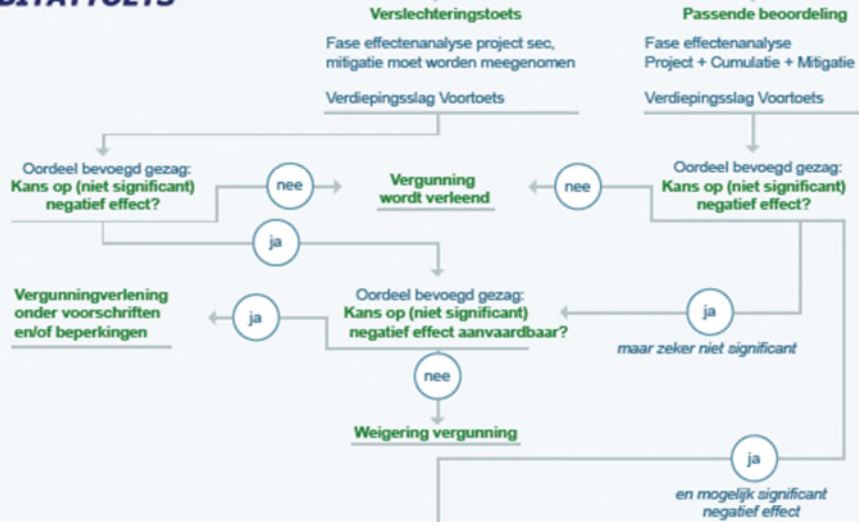 Verslechteringstoets
Fase effectenanalyse project sec,
mitigatie moet worden meegenomen
Verdiepingsslag Voortoets
Passende beoordeling
Fase effectenanalyse
Project + Cumulatie + Mitigatie
Verdiepingsslag Voortoets
Oordeel bevoegd gezag:
Kans op (niet significant)
negatief effect?
nee
Vergunning
wordt verleend
nee
Oordeel bevoegd gezag:
Kans op (niet significant)
negatief effect?
ja
Vergunningverlening
onder voorschriften
en/of beperkingen
ja
Oordeel bevoegd gezag:
Kans op (niet significant)
negatief effect aanvaardbaar?
ja
maar zeker niet significant
nee
Weigering vergunning
ja
en mogelijk significant
negatief effect